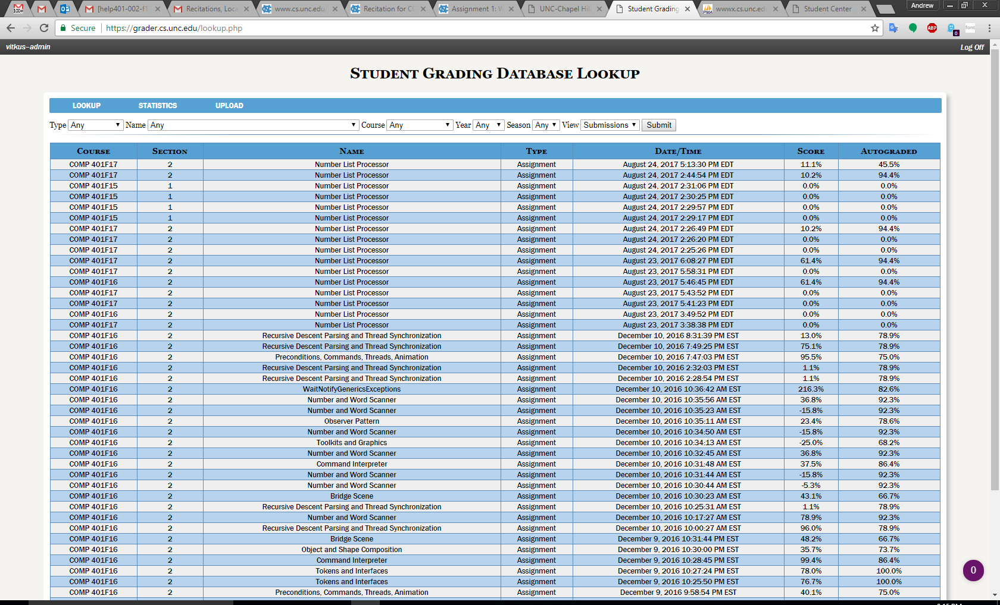 Andrew
100+
[help401-002-f1
Recitations, Loca
www.cs.unc.edu/
Recitation for CO
Assignment 1: W
UNC-Chapel Hill
Student Grading
wwwx.cs.unc.ed
Student Center
Secure https://grader.cs.unc.edu/lookup.php
ABP 0 font
vitkus-admin Log Off
Student Grading Database Lookup
LOOKUP STATISTICS UPLOAD
Type Any Name Any Course Any Year Any Season Any View Submissions Submit
Course Section Name Type Date/Time Score Autograded
COMP 401F17 2 Number List Processor Assignment August 24, 2017 5:13:30 PM EDT 11.1% 45.5%
COMP 401F17 2 Number List Processor Assignment August 24, 2017 2:44:54 PM EDT 10.2% 94.4%
COMP 401F15 1 Number List Processor Assignment August 24, 2017 2:31:06 PM EDT 0.0% 0.0%
COMP 401F15 1 Number List Processor Assignment August 24, 2017 2:30:25 PM EDT 0.0% 0.0%
COMP 401F15 1 Number List Processor Assignment August 24, 2017 2:29:57 PM EDT 0.0% 0.0%
COMP 401F15 1 Number List Processor Assignment August 24, 2017 2:29:17 PM EDT 0.0% 0.0%
COMP 401F17 2 Number List Processor Assignment August 24, 2017 2:26:49 PM EDT 10.2% 94.4%
COMP 401F17 2 Number List Processor Assignment August 24, 2017 2:26:20 PM EDT 0.0% 0.0%
COMP 401F17 2 Number List Processor Assignment August 24, 2017 2:25:26 PM EDT 0.0% 0.0%
COMP 401F17 2 Number List Processor Assignment August 23, 2017 6:08:27 PM EDT 61.4% 94.4%
COMP 401F17 2 Number List Processor Assignment August 23, 2017 5:58:31 PM EDT 0.0% 0.0%
COMP 401F16 2 Number List Processor Assignment August 23, 2017 5:46:45 PM EDT 61.4% 94.4%
COMP 401F17 2 Number List Processor Assignment August 23, 2017 5:43:52 PM EDT 0.0% 0.0%
COMP 401F17 2 Number List Processor Assignment August 23, 2017 5:41:23 PM EDT 0.0% 0.0%
COMP 401F16 2 Number List Processor Assignment August 23, 2017 3:49:52 PM EDT 0.0% 0.0%
COMP 401F17 2 Number List Processor Assignment August 23, 2017 3:38:38 PM EDT 0.0% 0.0%
COMP 401F16 2 Recursive Descent Parsing and Thread Synchronization Assignment December 10, 2016 8:31:39 PM EST 13.0% 78.9%
COMP 401F16 2 Recursive Descent Parsing and Thread Synchronization Assignment December 10, 2016 7:49:25 PM EST 75.1% 78.9%
COMP 401F16 2 Preconditions, Commands, Threads, Animation Assignment December 10, 2016 7:47:03 PM EST 95.5% 75.0%
COMP 401F16 2 Recursive Descent Parsing and Thread Synchronization Assignment December 10, 2016 2:32:03 PM EST 1.1% 78.9%
COMP 401F16 2 Recursive Descent Parsing and Thread Synchronization Assignment December 10, 2016 2:28:54 PM EST 1.1% 78.9%
COMP 401F16 2 WaitNotifyGenericsExceptions Assignment December 10, 2016 10:36:42 AM EST 216.3% 82.6%
COMP 401F16 2 Number and Word Scanner Assignment December 10, 2016 10:35:56 AM EST 36.8% 92.3%
COMP 401F16 2 Number and Word Scanner Assignment December 10, 2016 10:35:23 AM EST -15.8% 92.3%
COMP 401F16 2 Observer Pattern Assignment December 10, 2016 10:35:11 AM EST 23.4% 78.6%
COMP 401F16 2 Number and Word Scanner Assignment December 10, 2016 10:34:50 AM EST -15.8% 92.3%
COMP 401F16 2 Toolkits and Graphics Assignment December 10, 2016 10:34:13 AM EST -25.0% 68.2%
COMP 401F16 2 Number and Word Scanner Assignment December 10, 2016 10:32:45 AM EST 36.8% 92.3%
COMP 401F16 2 Command Interpreter Assignment December 10, 2016 10:31:48 AM EST 37.5% 86.4%
COMP 401F16 2 Number and Word Scanner Assignment December 10, 2016 10:31:44 AM EST -15.8% 92.3%
COMP 401F16 2 Number and Word Scanner Assignment December 10, 2016 10:30:44 AM EST -5.3% 92.3%
COMP 401F16 2 Bridge Scene Assignment December 10, 2016 10:30:23 AM EST 43.1% 66.7%
COMP 401F16 2 Recursive Descent Parsing and Thread Synchronization Assignment December 10, 2016 10:25:31 AM EST 1.1% 78.9%
COMP 401F16 2 Number and Word Scanner Assignment December 10, 2016 10:17:27 AM EST 78.9% 92.3%
COMP 401F16 2 Recursive Descent Parsing and Thread Synchronization Assignment December 10, 2016 10:00:27 AM EST 96.0% 78.9%
COMP 401F16 2 Bridge Scene Assignment December 9, 2016 10:31:44 PM EST 48.2% 66.7%
COMP 401F16 2 Object and Shape Composition Assignment December 9, 2016 10:30:00 PM EST 35.7% 73.7%
COMP 401F16 2 Command Interpreter Assignment December 9, 2016 10:28:45 PM EST 99.4% 86.4%
COMP 401F16 2 Tokens and Interfaces Assignment December 9, 2016 10:27:24 PM EST 78.0% 100.0%
COMP 401F16 2 Tokens and Interfaces Assignment December 9, 2016 10:25:50 PM EST 76.7% 100.0%
COMP 401F16 2 Preconditions, Commands, Threads, Animation Assignment December 9, 2016 9:58:54 PM EST 40.1% 75.0%
0